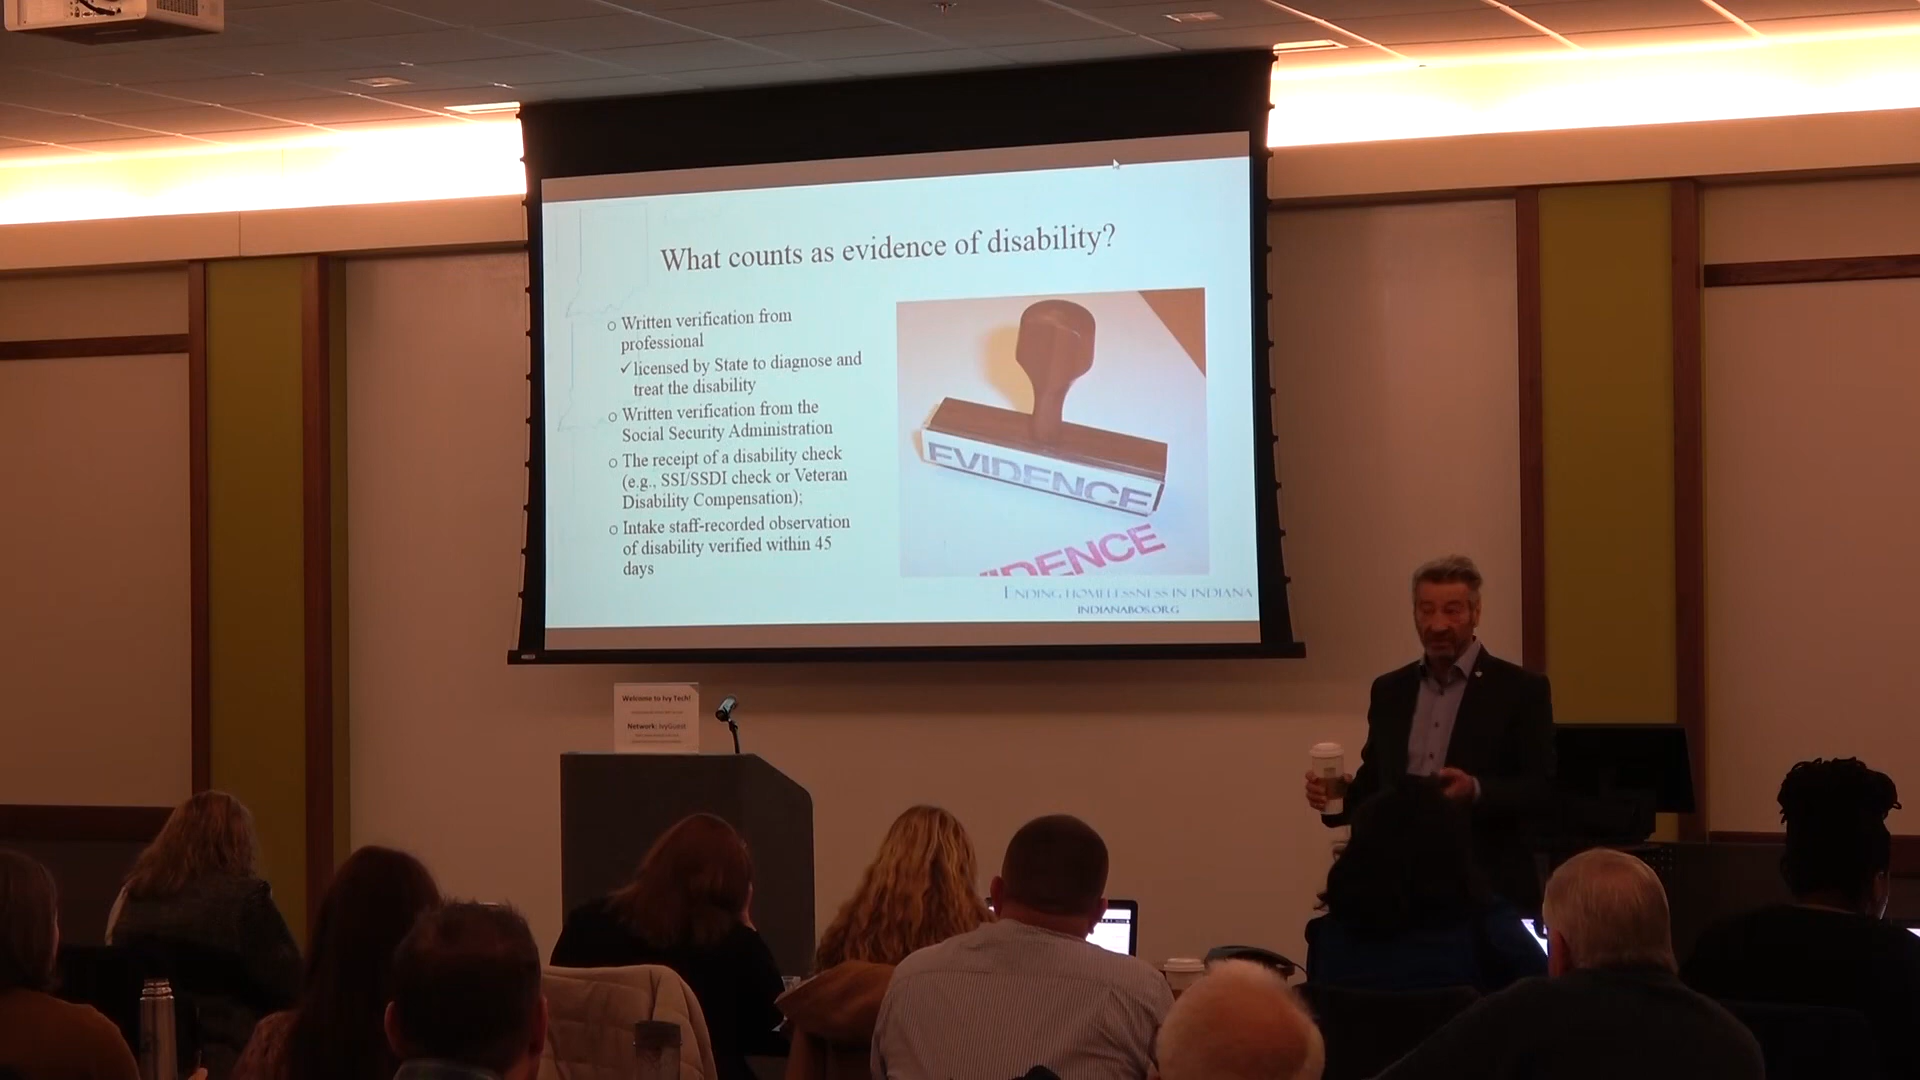 What counts as evidence of disability?
o Written verification from
professional
✓licensed by State to diagnose and
treat the disability
o Written verification from the
Social Security Administration
o The receipt of a disability check
(e.g., SSI/SSDI check or Veteran
Disability Compensation);
o Intake staff-recorded observation
of disability verified within 45
days
EVIDENCE
IDENCE
ENDING HOMELESSNESS IN INDIANA
INDIANABOS.ORG
Welcome to Ivy Tech!
Network: IvyGuest